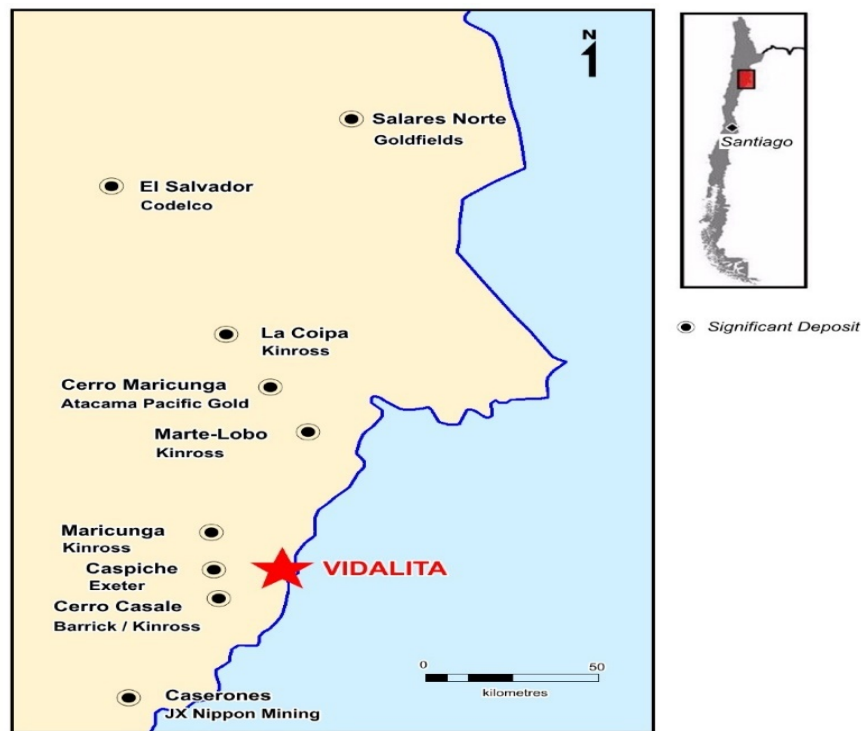 N
Salares Norte
Goldfields
El Salvador
Codelco
La Coipa
Kinross
Cerro Maricunga
Atacama Pacific Gold
Marte-Lobo
Kinross
Maricunga
Kinross
Caspiche
Exeter
VIDALITA
Cerro Casale
Barrick / Kinross
0
50
kilometres
Caserones
JX Nippon Mining
Santiago
Significant Deposit